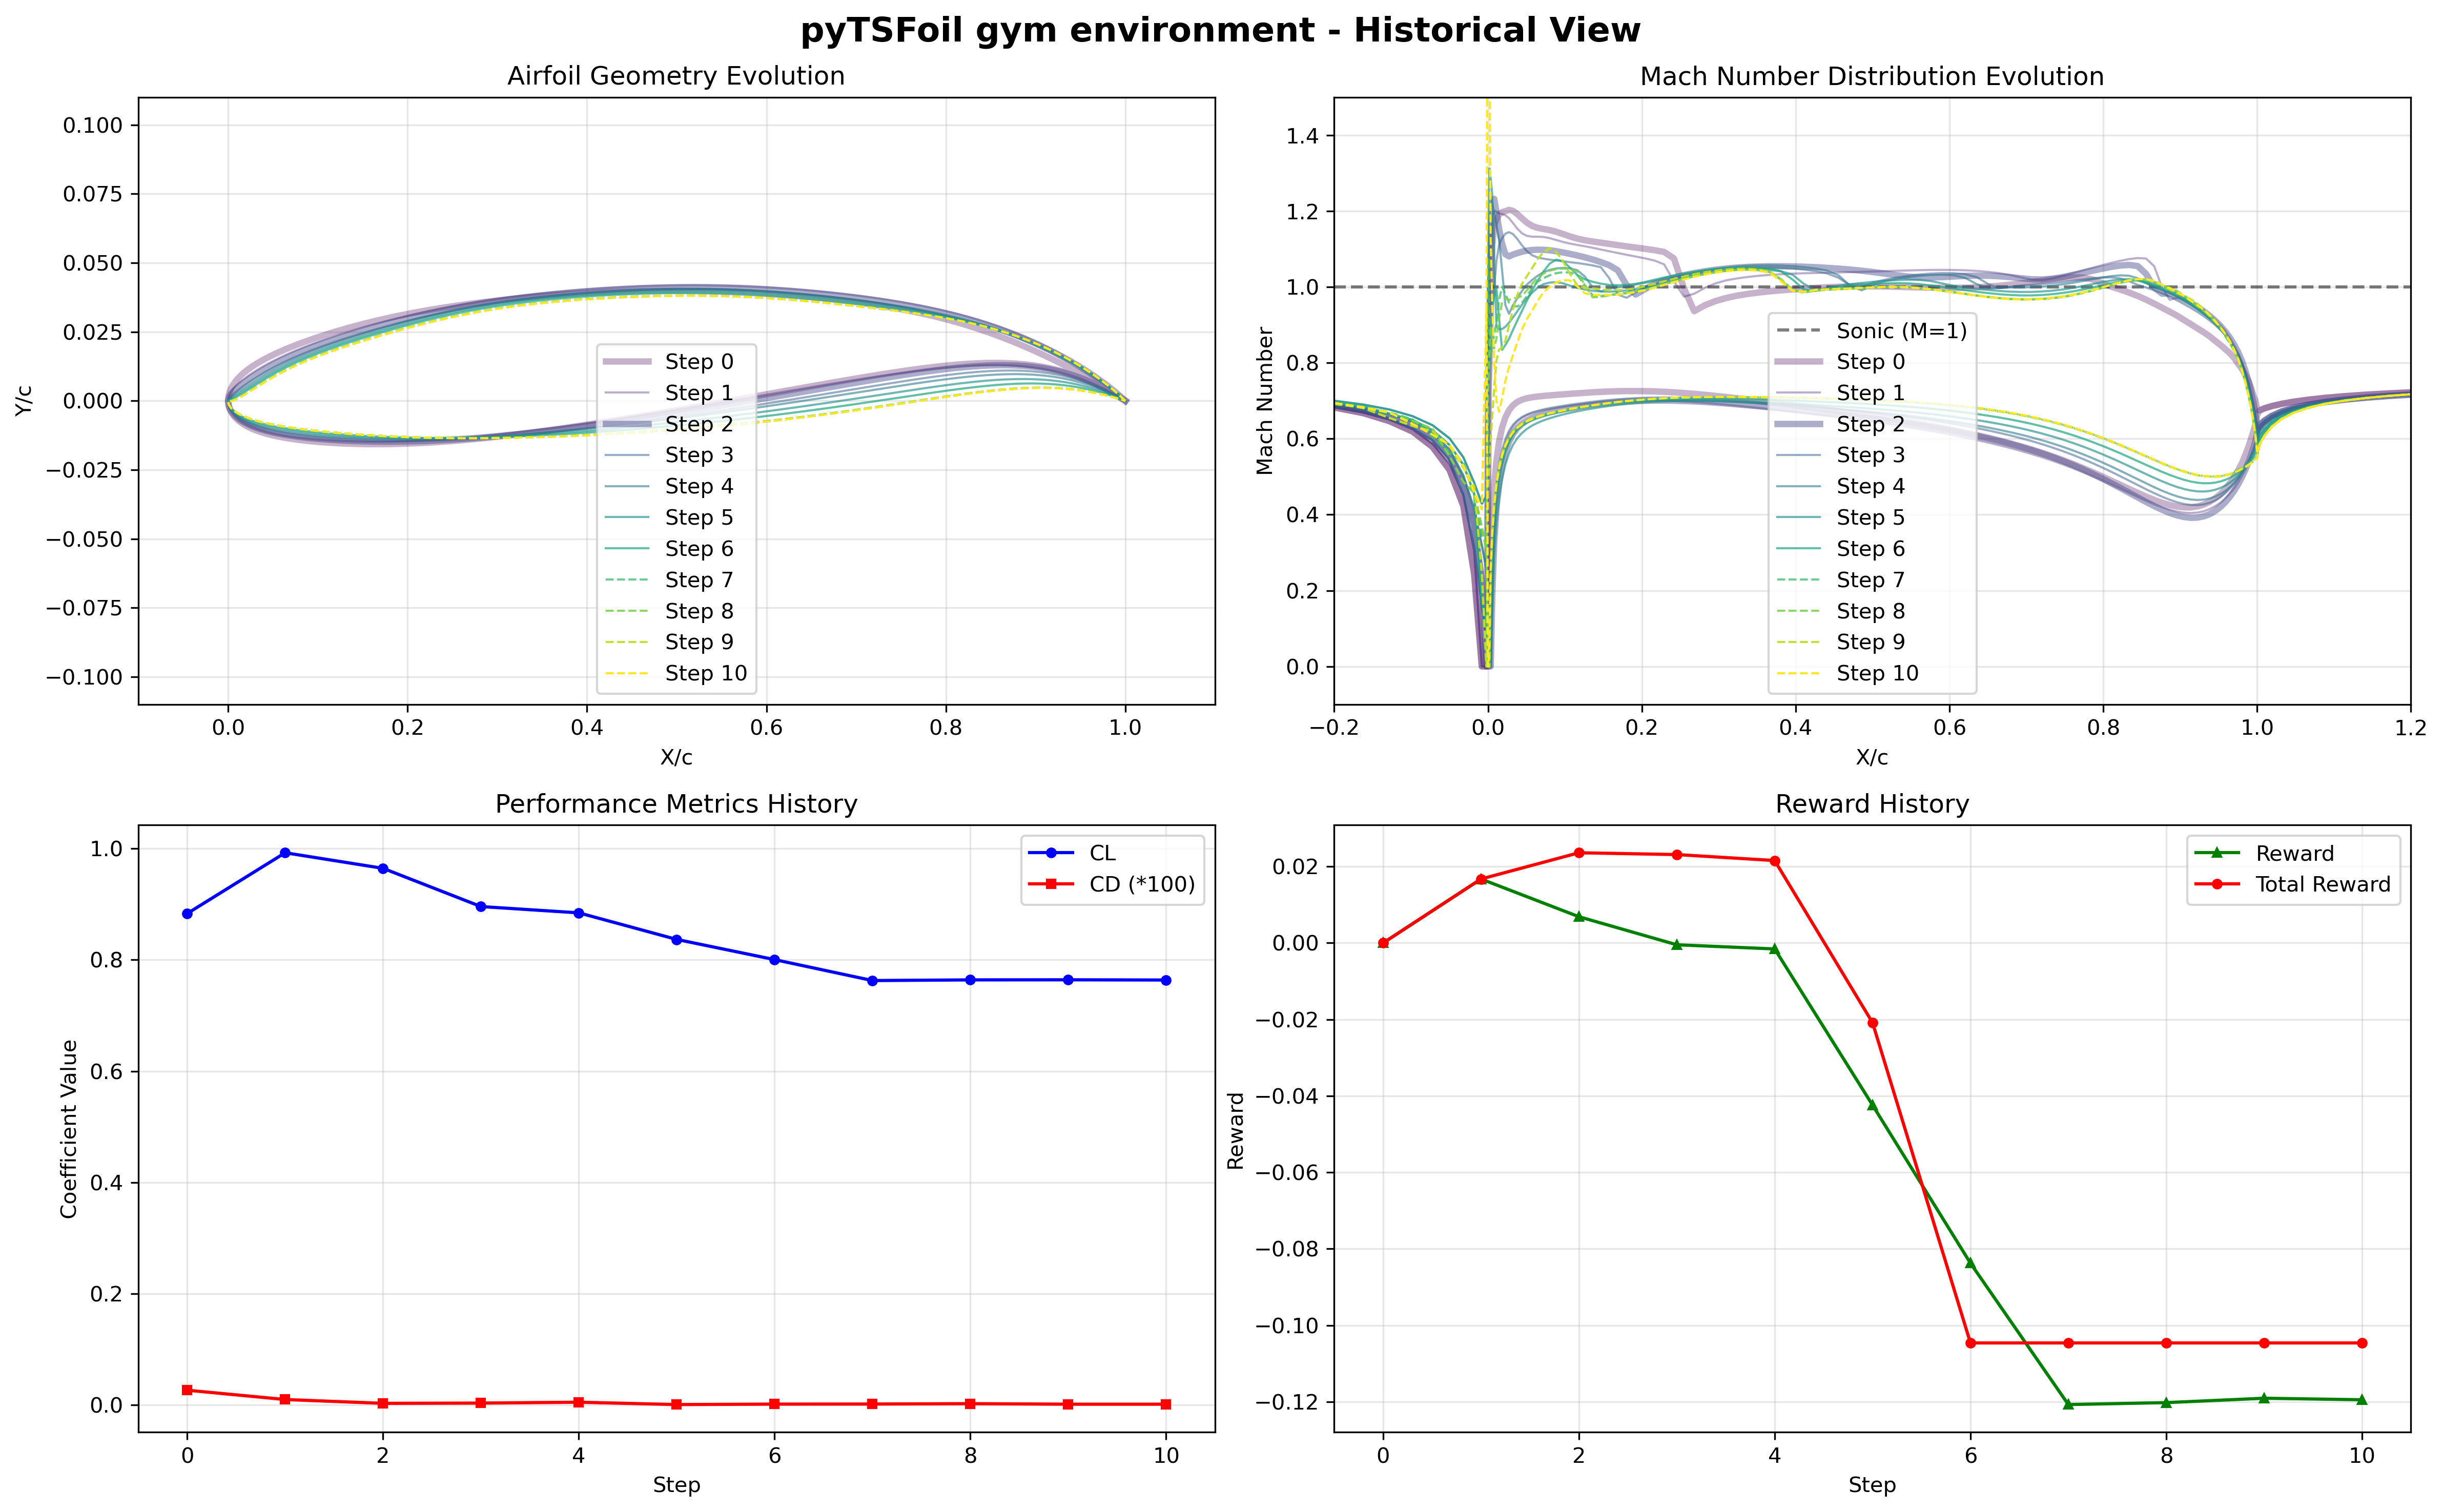 pyTSFoil gym environment - Historical View
Airfoil Geometry Evolution
Y/c
0.100
0.075
0.050
0.025
0.000
−0.025
−0.050
−0.075
−0.100
Step 0
Step 1
Step 2
Step 3
Step 4
Step 5
Step 6
Step 7
Step 8
Step 9
Step 10
0.0 0.2 0.4 0.6 0.8 1.0
X/c
Mach Number Distribution Evolution
Mach Number
1.4
1.2
1.0
0.8
0.6
0.4
0.2
0.0
Sonic (M=1)
Step 0
Step 1
Step 2
Step 3
Step 4
Step 5
Step 6
Step 7
Step 8
Step 9
Step 10
−0.2 0.0 0.2 0.4 0.6 0.8 1.0 1.2
X/c
Performance Metrics History
Coefficient Value
1.0
0.8
0.6
0.4
0.2
0.0
CL
CD (*100)
0 2 4 6 8 10
Step
Reward History
Reward
0.02
0.00
−0.02
−0.04
−0.06
−0.08
−0.10
−0.12
Reward
Total Reward
0 2 4 6 8 10
Step